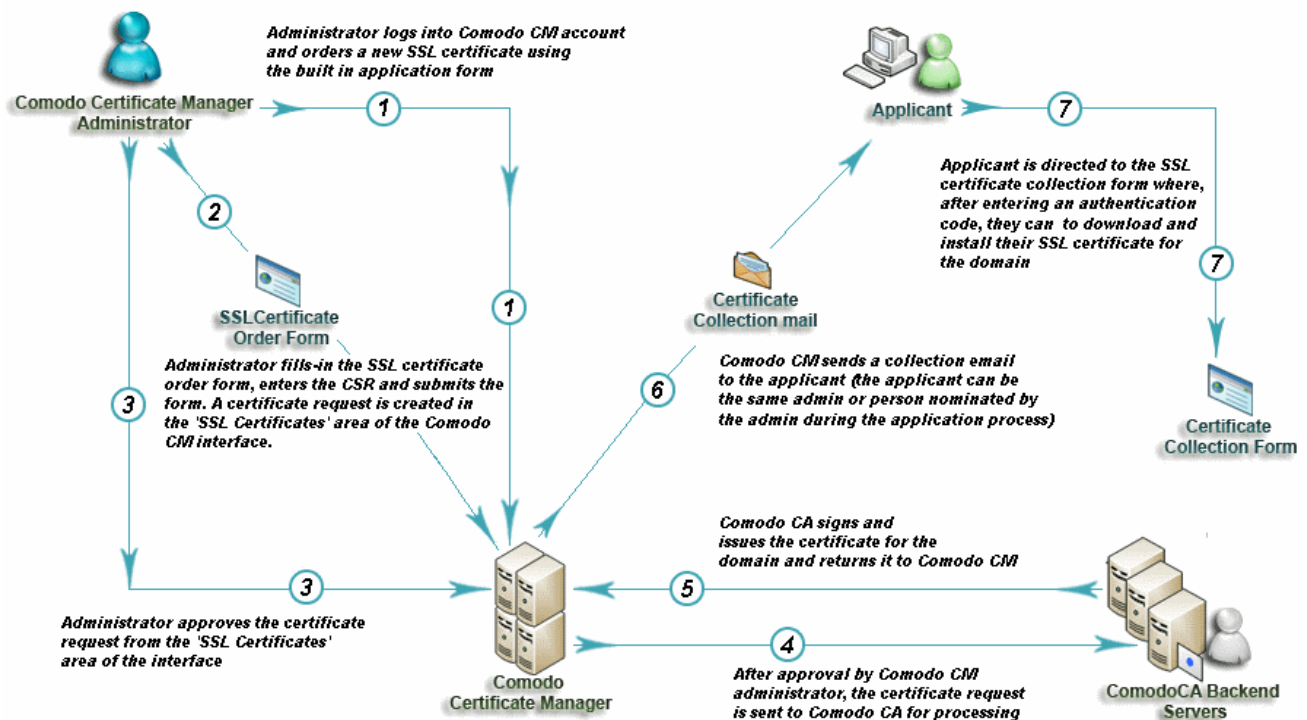 Administrator logs into Comodo CM account
and orders a new SSL certificate using
the built in application form
Comodo Certificate Manager
Administrator
1
Applicant
7
2
Applicant is directed to the SSL
certificate collection form where,
after entering an authentication
code, they can  to download and
install their SSL certificate for
the domain
7
1
SSLCertificate
Order Form
Certificate
Collection mail
Administrator fills-in the SSL certificate
order form, enters the CSR and submits the
form. A certificate request is created in
the 'SSL Certificates' area of the Comodo
CM interface.
3
6
Comodo CM sends a collection email
to the applicant (the applicant can be
the same admin or person nominated by
the admin during the application process)
Certificate
Collection Form
Comodo CA signs and
issues the certificate for the
domain and returns it to Comodo CM
3
5
Administrator approves the certificate
request from the 'SSL Certificates'
area of the interface
4
Comodo
Certificate Manager
After approval by Comodo CM
administrator, the certificate request
is sent to Comodo CA for processing
ComodoCA Backend
Servers